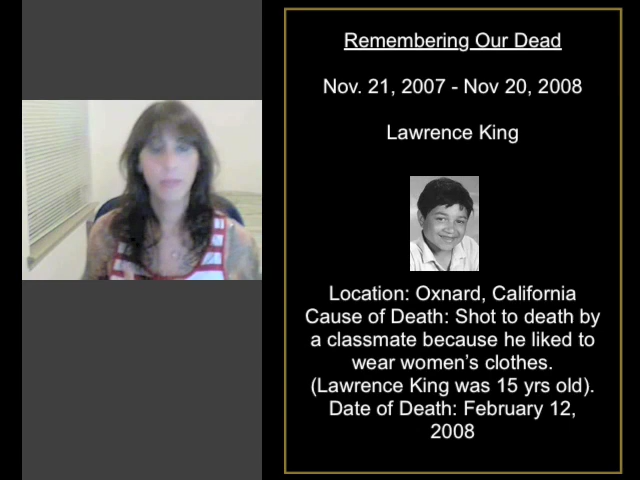 Remembering Our Dead
Nov. 21, 2007 - Nov 20, 2008
Lawrence King
Location: Oxnard, California
Cause of Death: Shot to death by
a classmate because he liked to
wear women's clothes.
(Lawrence King was 15 yrs old).
Date of Death: February 12,
2008